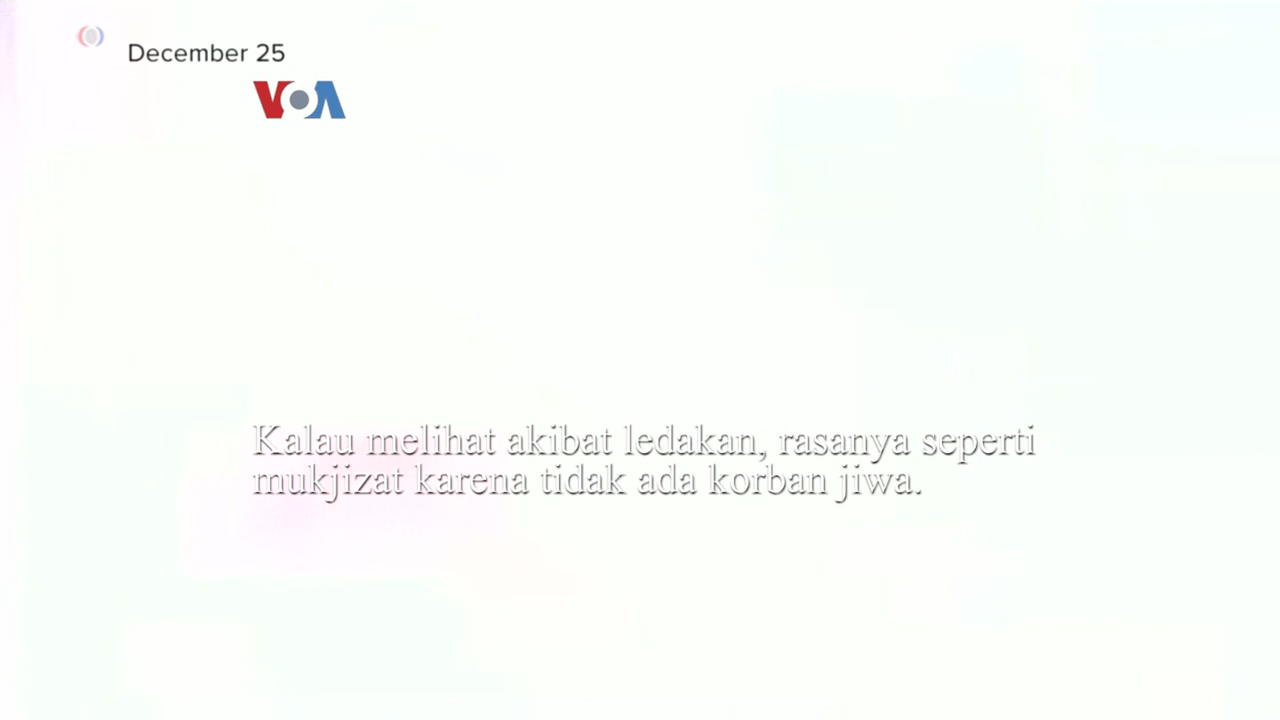 December 25
VOA
Kalau melihat akibat ledakan, rasanya seperti
mukjizat karena tidak ada korban jiwa.